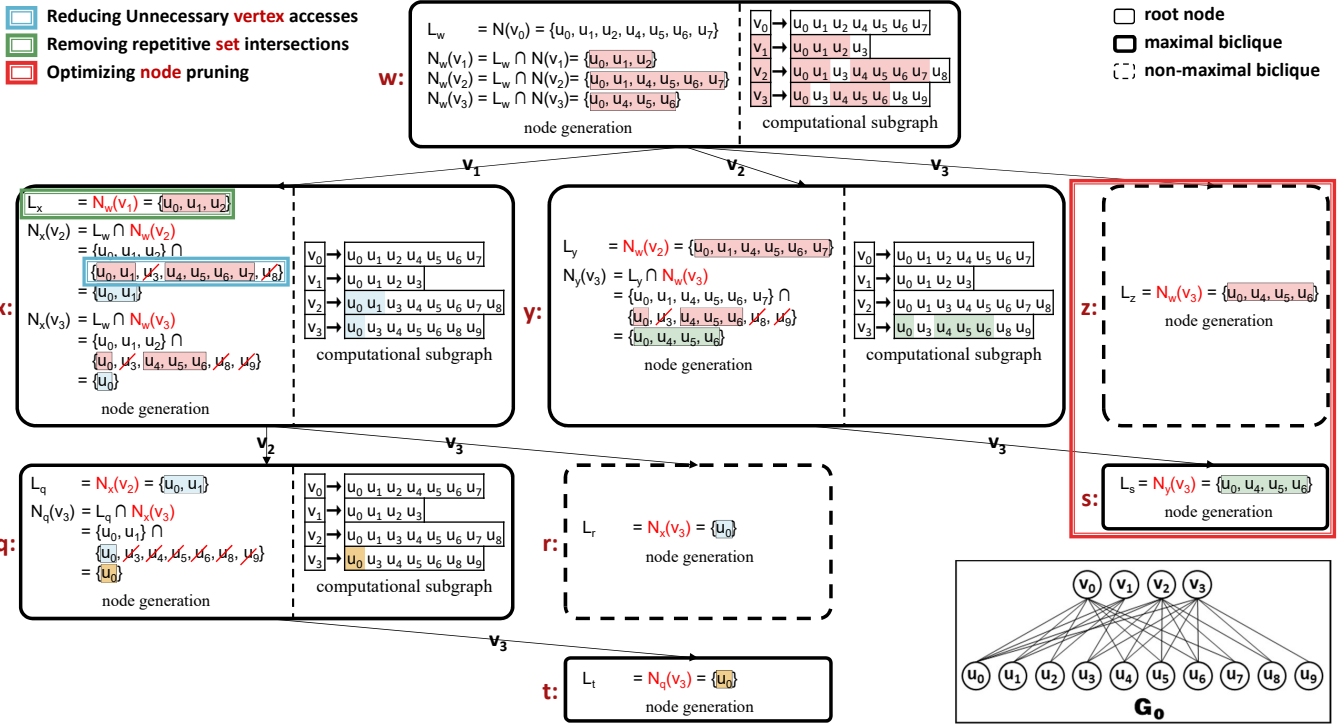 Reducing Unnecessary vertex accesses
Removing repetitive set intersections
Optimizing node pruning
root node
maximal biclique
non-maximal biclique
w:
L_w = N(v_0) = {u_0, u_1, u_2, u_4, u_5, u_6, u_7}
N_w(v_1) = L_w ∩ N(v_1)= {u_0, u_1, u_2}
N_w(v_2) = L_w ∩ N(v_2)= {u_0, u_1, u_4, u_5, u_6, u_7}
N_w(v_3) = L_w ∩ N(v_3)= {u_0, u_4, u_5, u_6}
node generation
v_0 → u_0 u_1 u_2 u_4 u_5 u_6 u_7
v_1 → u_0 u_1 u_2 u_3
v_2 → u_0 u_1 u_3 u_4 u_5 u_6 u_7 u_8
v_3 → u_0 u_3 u_4 u_5 u_6 u_8 u_9
computational subgraph
v_1
v_2
v_3
x:
L_x = N_w(v_1) = {u_0, u_1, u_2}
N_x(v_2) = L_w ∩ N_w(v_2)
= {u_0, u_1, u_2} ∩
{u_0, u_1, u_3, u_4, u_5, u_6, u_7, u_8}
= {u_0, u_1}
N_x(v_3) = L_w ∩ N_w(v_3)
= {u_0, u_1, u_2} ∩
{u_0, u_3, u_4, u_5, u_6, u_8, u_9}
= {u_0}
node generation
v_0 → u_0 u_1 u_2 u_4 u_5 u_6 u_7
v_1 → u_0 u_1 u_2 u_3
v_2 → u_0 u_1 u_3 u_4 u_5 u_6 u_7 u_8
v_3 → u_0 u_3 u_4 u_5 u_6 u_8 u_9
computational subgraph
y:
L_y = N_w(v_2) = {u_0, u_1, u_4, u_5, u_6, u_7}
N_y(v_3) = L_y ∩ N_w(v_3)
= {u_0, u_1, u_4, u_5, u_6, u_7} ∩
{u_0, u_3, u_4, u_5, u_6, u_8, u_9}
= {u_0, u_4, u_5, u_6}
node generation
v_0 → u_0 u_1 u_2 u_4 u_5 u_6 u_7
v_1 → u_0 u_1 u_2 u_3
v_2 → u_0 u_1 u_3 u_4 u_5 u_6 u_7 u_8
v_3 → u_0 u_3 u_4 u_5 u_6 u_8 u_9
computational subgraph
z:
L_z = N_w(v_3) = {u_0, u_4, u_5, u_6}
node generation
v_2
v_3
v_3
q:
L_q = N_x(v_2) = {u_0, u_1}
N_q(v_3) = L_q ∩ N_x(v_3)
= {u_0, u_1} ∩
{u_0, u_3, u_4, u_5, u_6, u_8, u_9}
= {u_0}
node generation
v_0 → u_0 u_1 u_2 u_4 u_5 u_6 u_7
v_1 → u_0 u_1 u_2 u_3
v_2 → u_0 u_1 u_3 u_4 u_5 u_6 u_7 u_8
v_3 → u_0 u_3 u_4 u_5 u_6 u_8 u_9
computational subgraph
r:
L_r = N_x(v_3) = {u_0}
node generation
s:
L_s = N_y(v_3) = {u_0, u_4, u_5, u_6}
node generation
v_3
t:
L_t = N_q(v_3) = {u_0}
node generation
v_0 v_1 v_2 v_3
u_0 u_1 u_2 u_3 u_4 u_5 u_6 u_7 u_8 u_9
G_0